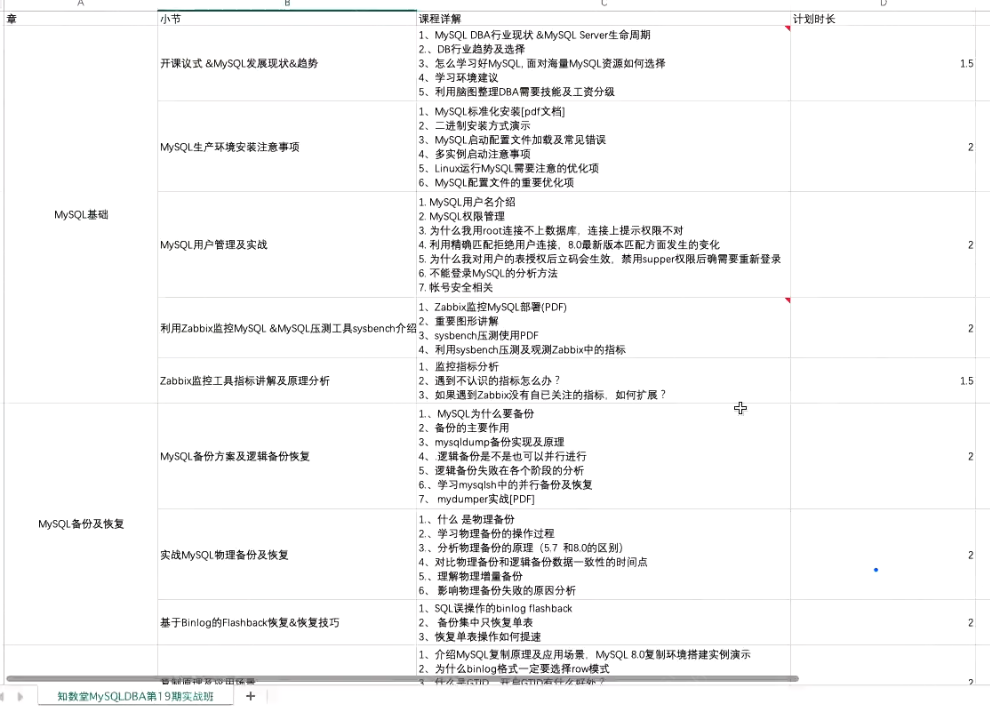 A B C D
章 小节 课程详解 计划时长
MySQL基础
开课议式 &MySQL发展现状&趋势
1、MySQL DBA行业现状 &MySQL Server生命周期
2.、DB行业趋势及选择
3、怎么学习好MySQL, 面对海量MySQL资源如何选择
4、学习环境建议
5、利用脑图整理DBA需要技能及工资分级
1.5
MySQL生产环境安装注意事项
1、MySQL标准化安装[pdf文档]
2、二进制安装方式演示
3、MySQL启动配置文件加载及常见错误
4、多实例启动注意事项
5、Linux运行MySQL需要注意的优化项
6、MySQL配置文件的重要优化项
2
MySQL用户管理及实战
1. MySQL用户名介绍
2. MySQL权限管理
3. 为什么我用root连接不上数据库，连接上提示权限不对
4. 利用精确匹配拒绝用户连接，8.0最新版本匹配方面发生的变化
5. 为什么我对用户的表授权后立码会生效，禁用supper权限后确需要重新登录
6. 不能登录MySQL的分析方法
7. 帐号安全相关
2
利用Zabbix监控MySQL &MySQL压测工具sysbench介绍
1、Zabbix监控MySQL部署(PDF)
2、重要图形讲解
3、sysbench压测使用PDF
4、利用sysbench压测及观测Zabbix中的指标
2
Zabbix监控工具指标讲解及原理分析
1、监控指标分析
2、遇到不认识的指标怎么办？
3、如果遇到Zabbix没有自已关注的指标，如何扩展？
1.5
MySQL备份及恢复
MySQL备份方案及逻辑备份恢复
1.、MySQL为什么要备份
2、备份的主要作用
3、mysqldump备份实现及原理
4、 逻辑备份是不是也可以并行进行
5、逻辑备份失败在各个阶段的分析
6.、学习mysqlsh中的并行备份及恢复
7、 mydumper实战[PDF]
2
实战MySQL物理备份及恢复
1.、什么 是物理备份
2.、学习物理备份的操作过程
3.、分析物理备份的原理（5.7 和8.0的区别）
4、对比物理备份和逻辑备份数据一致性的时间点
5.、理解物理增量备份
6、 影响物理备份失败的原因分析
2
基于Binlog的Flashback恢复&恢复技巧
1、SQL误操作的binlog flashback
2、 备份集中只恢复单表
3、恢复单表操作如何提速
2
复制原理及应用场景
1、介绍MySQL复制原理及应用场景，MySQL 8.0复制环境搭建实例演示
2、为什么binlog格式一定要选择row模式
3、什么是GTID，开启GTID有什么好处？
2
知数堂MySQLDBA第19期实战班